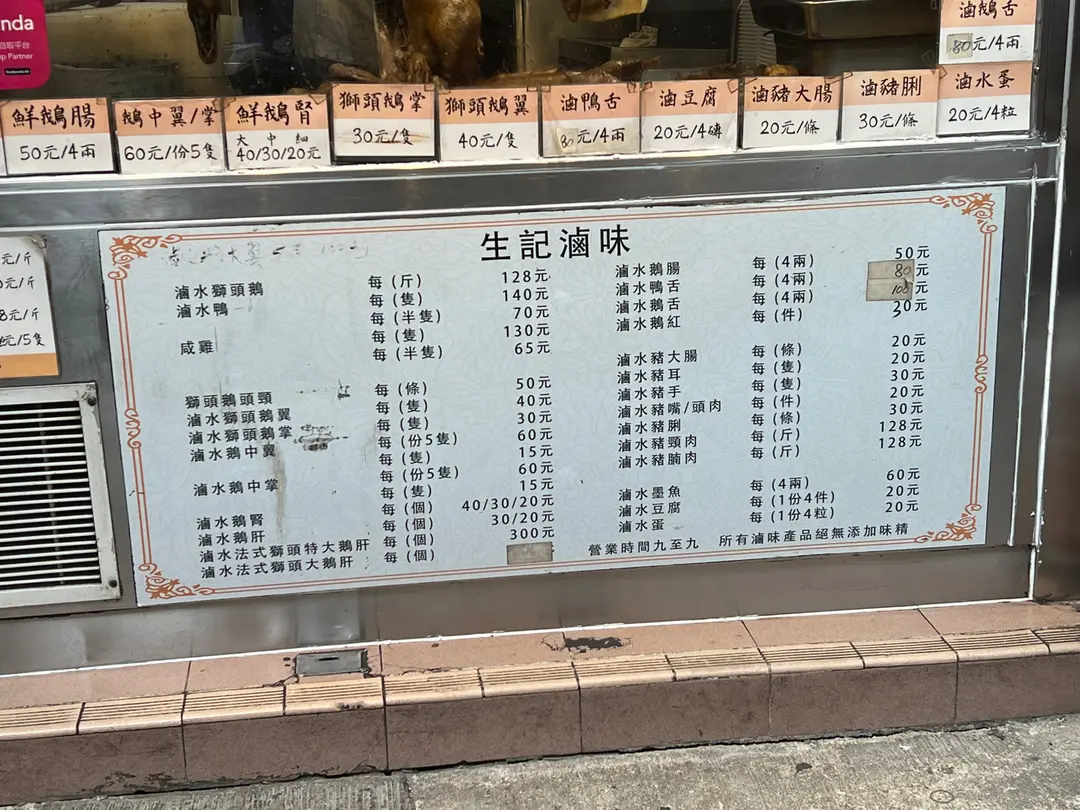 nda
自取平台
p Partner
滷鵝舌
80元/4兩
鮮鵝腸
50元/4兩
鵝中翼/掌
60元/份5隻
鮮鵝腎
大 中 細
40/30/20元
獅頭鵝掌
30元/隻
獅頭鵝翼
40元/隻
滷鴨舌
80元/4兩
滷豆腐
20元/4磚
滷豬大腸
20元/條
滷豬脷
30元/條
滷水蛋
20元/4粒
元/斤
0元/斤
8元/斤
元/5隻
生記滷味
滷水獅頭鵝 每(斤) 128元
滷水鴨 每(隻) 140元
每(半隻) 70元
咸雞 每(隻) 130元
每(半隻) 65元
獅頭鵝頭頸 每(條) 50元
滷水獅頭鵝翼 每(隻) 40元
滷水獅頭鵝掌 每(隻) 30元
滷水鵝中翼 每(份5隻) 60元
每(隻) 15元
滷水鵝中掌 每(份5隻) 60元
每(隻) 15元
滷水鵝腎 每(個) 40/30/20元
滷水鵝肝 每(個) 30/20元
滷水法式獅頭特大鵝肝 每(個) 300元
滷水法式獅頭大鵝肝 每(個)
滷水鵝腸 每(4兩) 50元
滷水鴨舌 每(4兩) 80元
滷水鵝舌 每(4兩) 100元
滷水鵝紅 每(件) 30元
滷水豬大腸 每(條) 20元
滷水豬耳 每(隻) 20元
滷水豬手 每(隻) 30元
滷水豬嘴/頭肉 每(件) 20元
滷水豬脷 每(條) 30元
滷水豬頸肉 每(斤) 128元
滷水豬腩肉 每(斤) 128元
滷水墨魚 每(4兩) 60元
滷水豆腐 每(1份4件) 20元
滷水蛋 每(1份4粒) 20元
營業時間九至九 所有滷味產品絕無添加味精